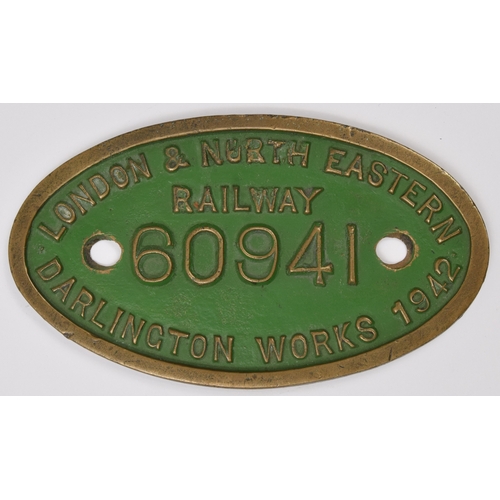 LONDON & NORTH EASTERN
RAILWAY
60941
DARLINGTON WORKS 1942